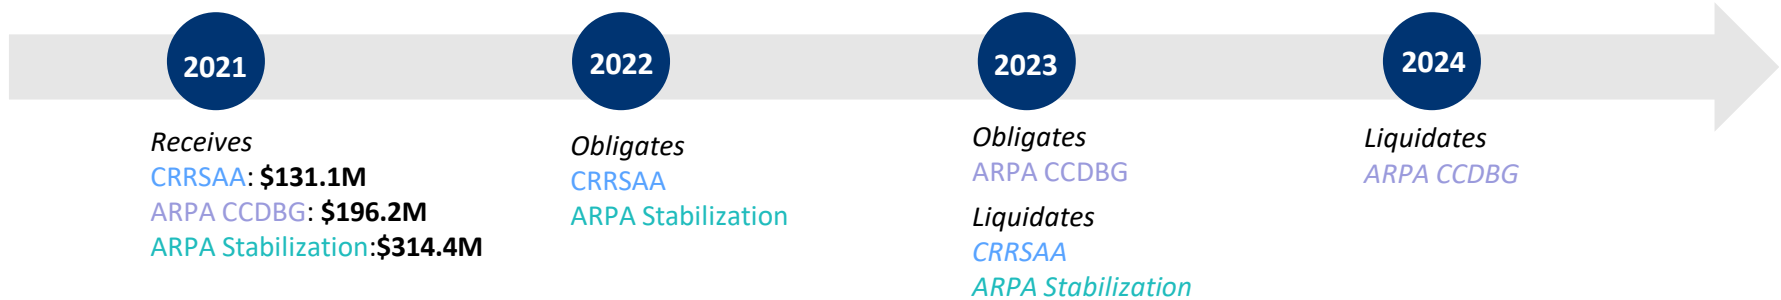 2021
Receives
CRRSAA: $131.1M
ARPA CCDBG: $196.2M
ARPA Stabilization:$314.4M
2022
Obligates
CRRSAA
ARPA Stabilization
2023
Obligates
ARPA CCDBG
Liquidates
CRRSAA
ARPA Stabilization
2024
Liquidates
ARPA CCDBG